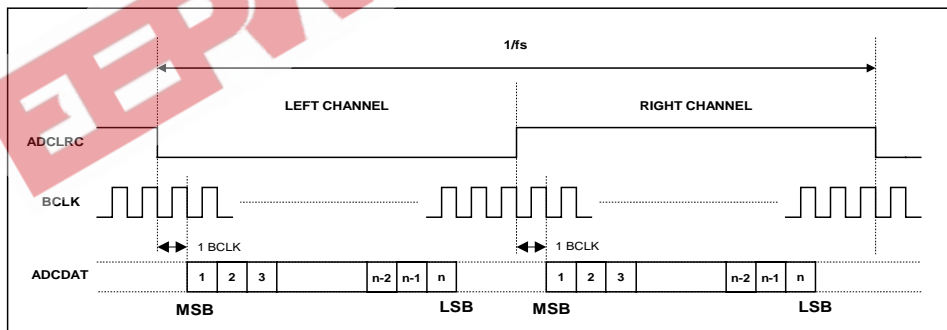 EEPW
1/fs
LEFT CHANNEL RIGHT CHANNEL
ADCLRC
BCLK
1 BCLK 1 BCLK
ADCDAT 1 2 3 n-2 n-1 n 1 2 3 n-2 n-1 n
MSB LSB MSB LSB